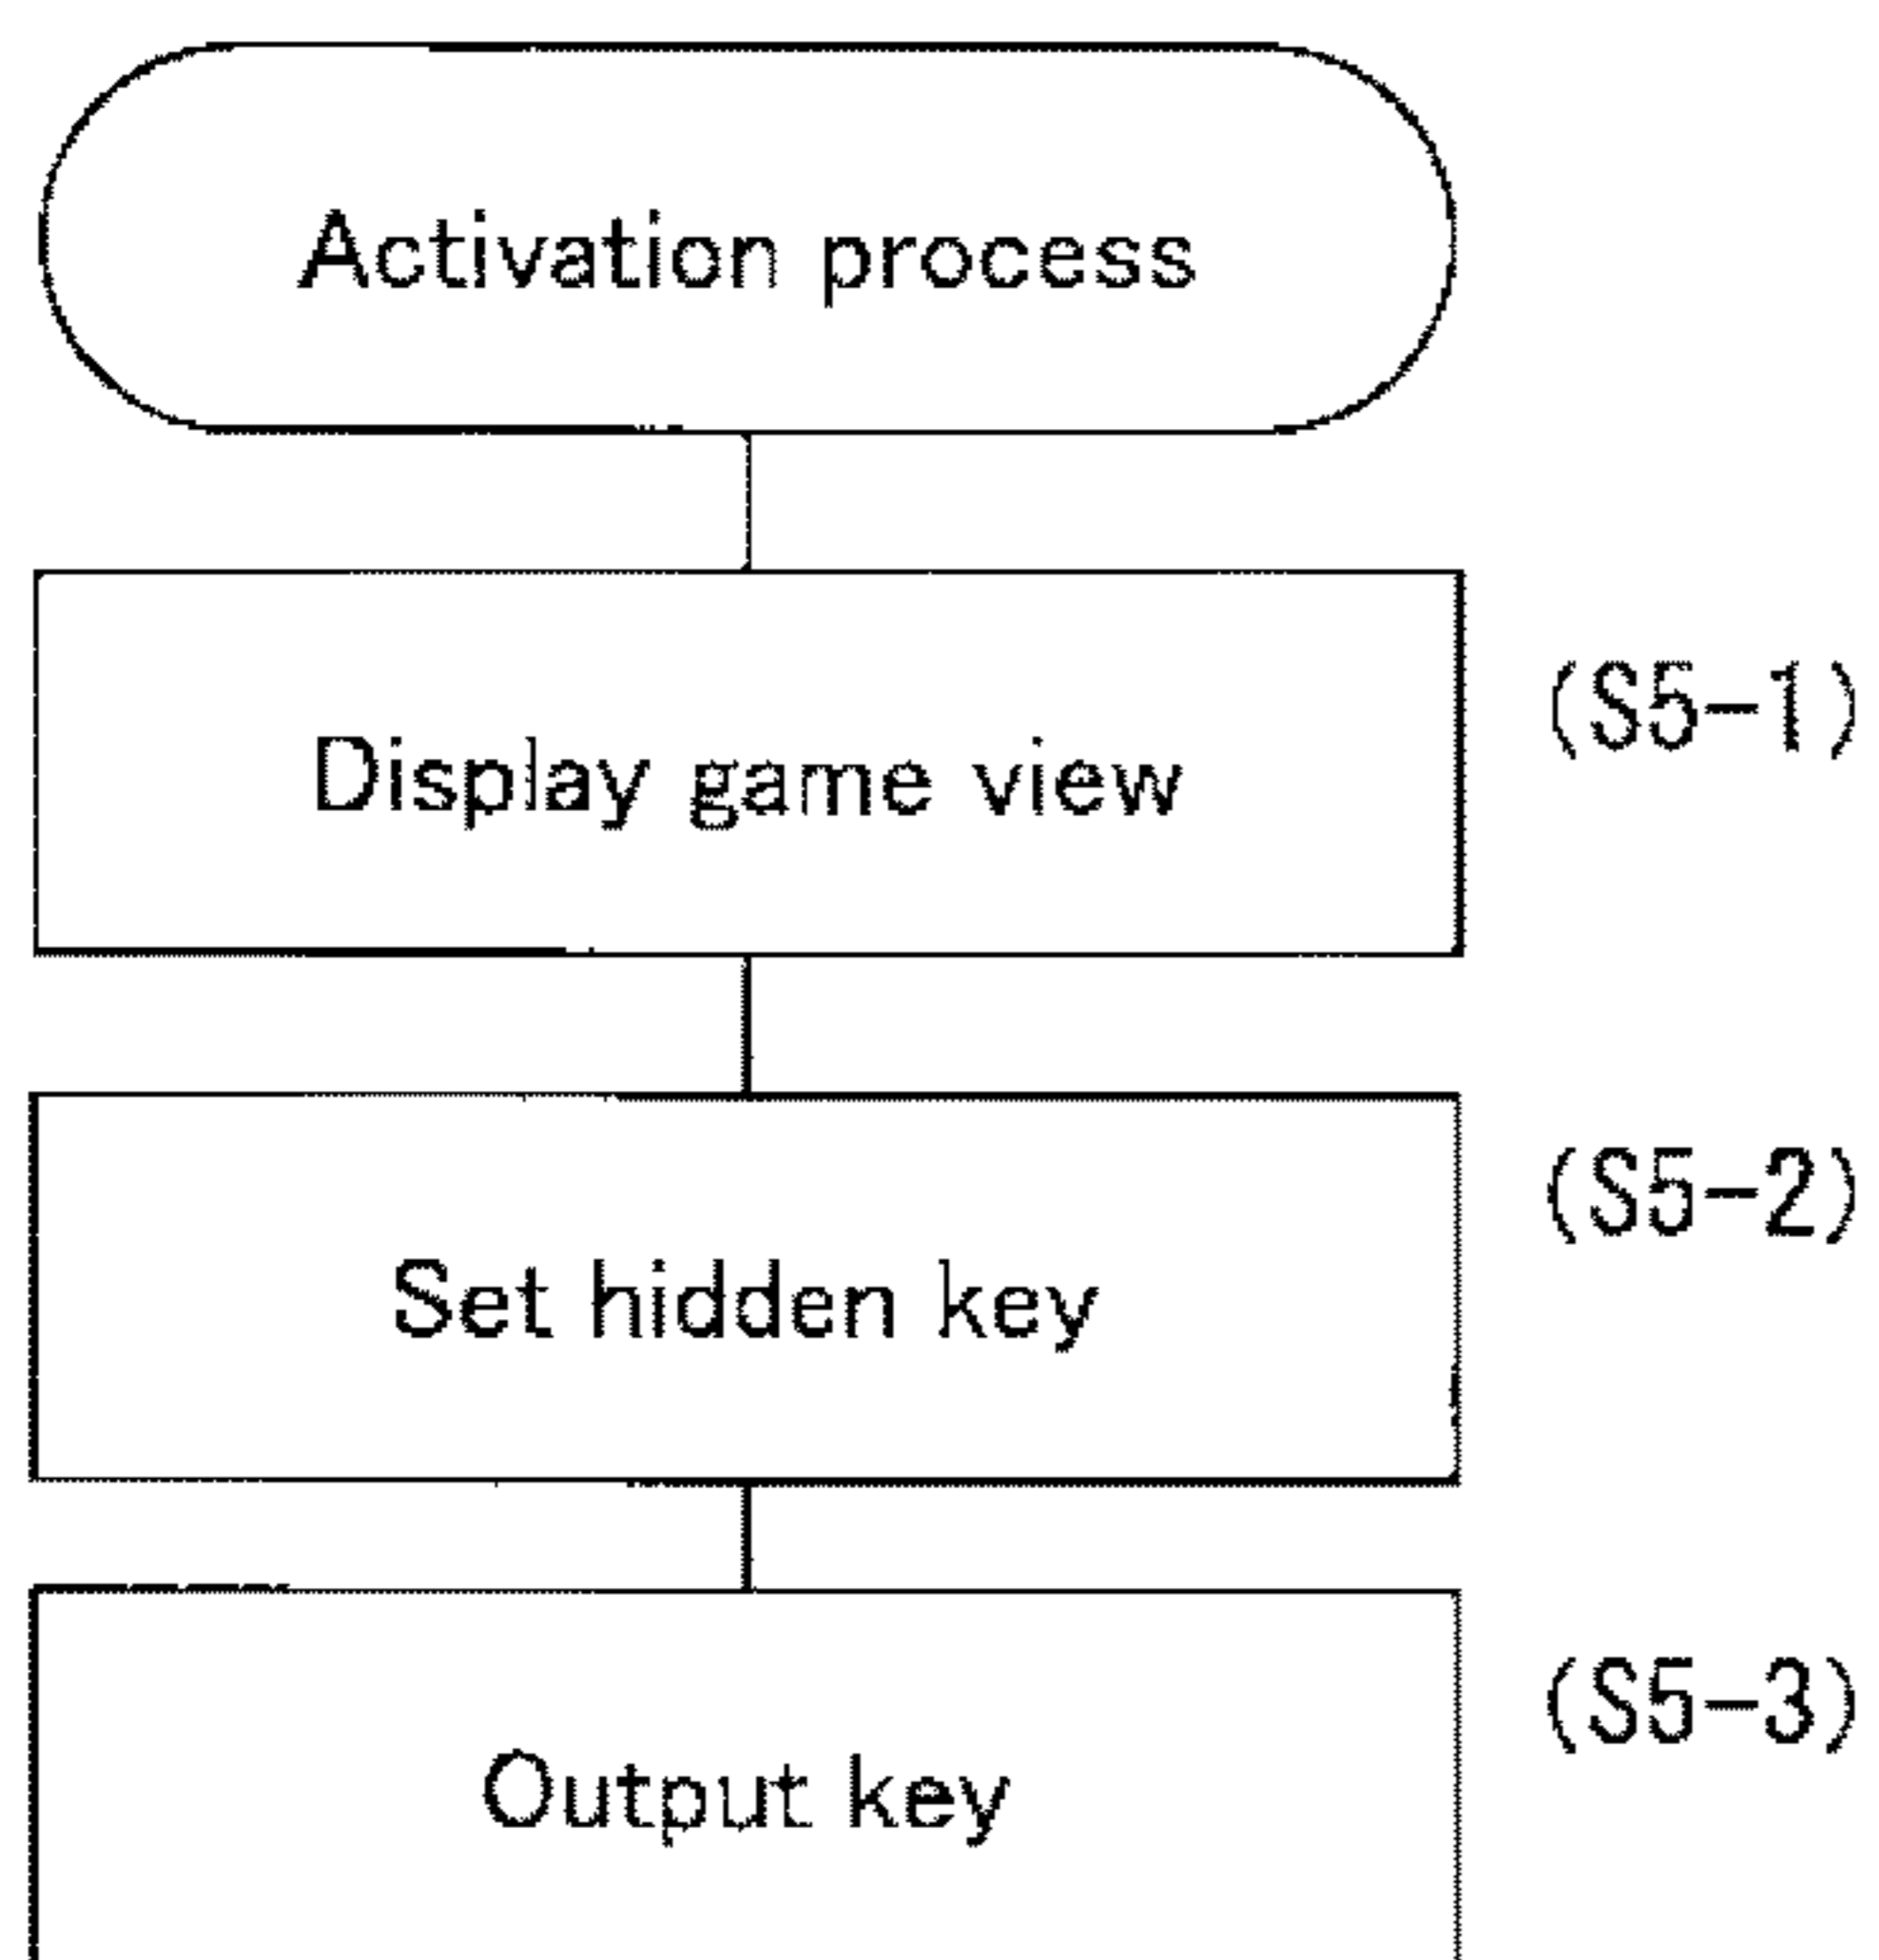 Activation process
Display game view
(S5-1)
Set hidden key
(S5-2)
Output key
(S5-3)